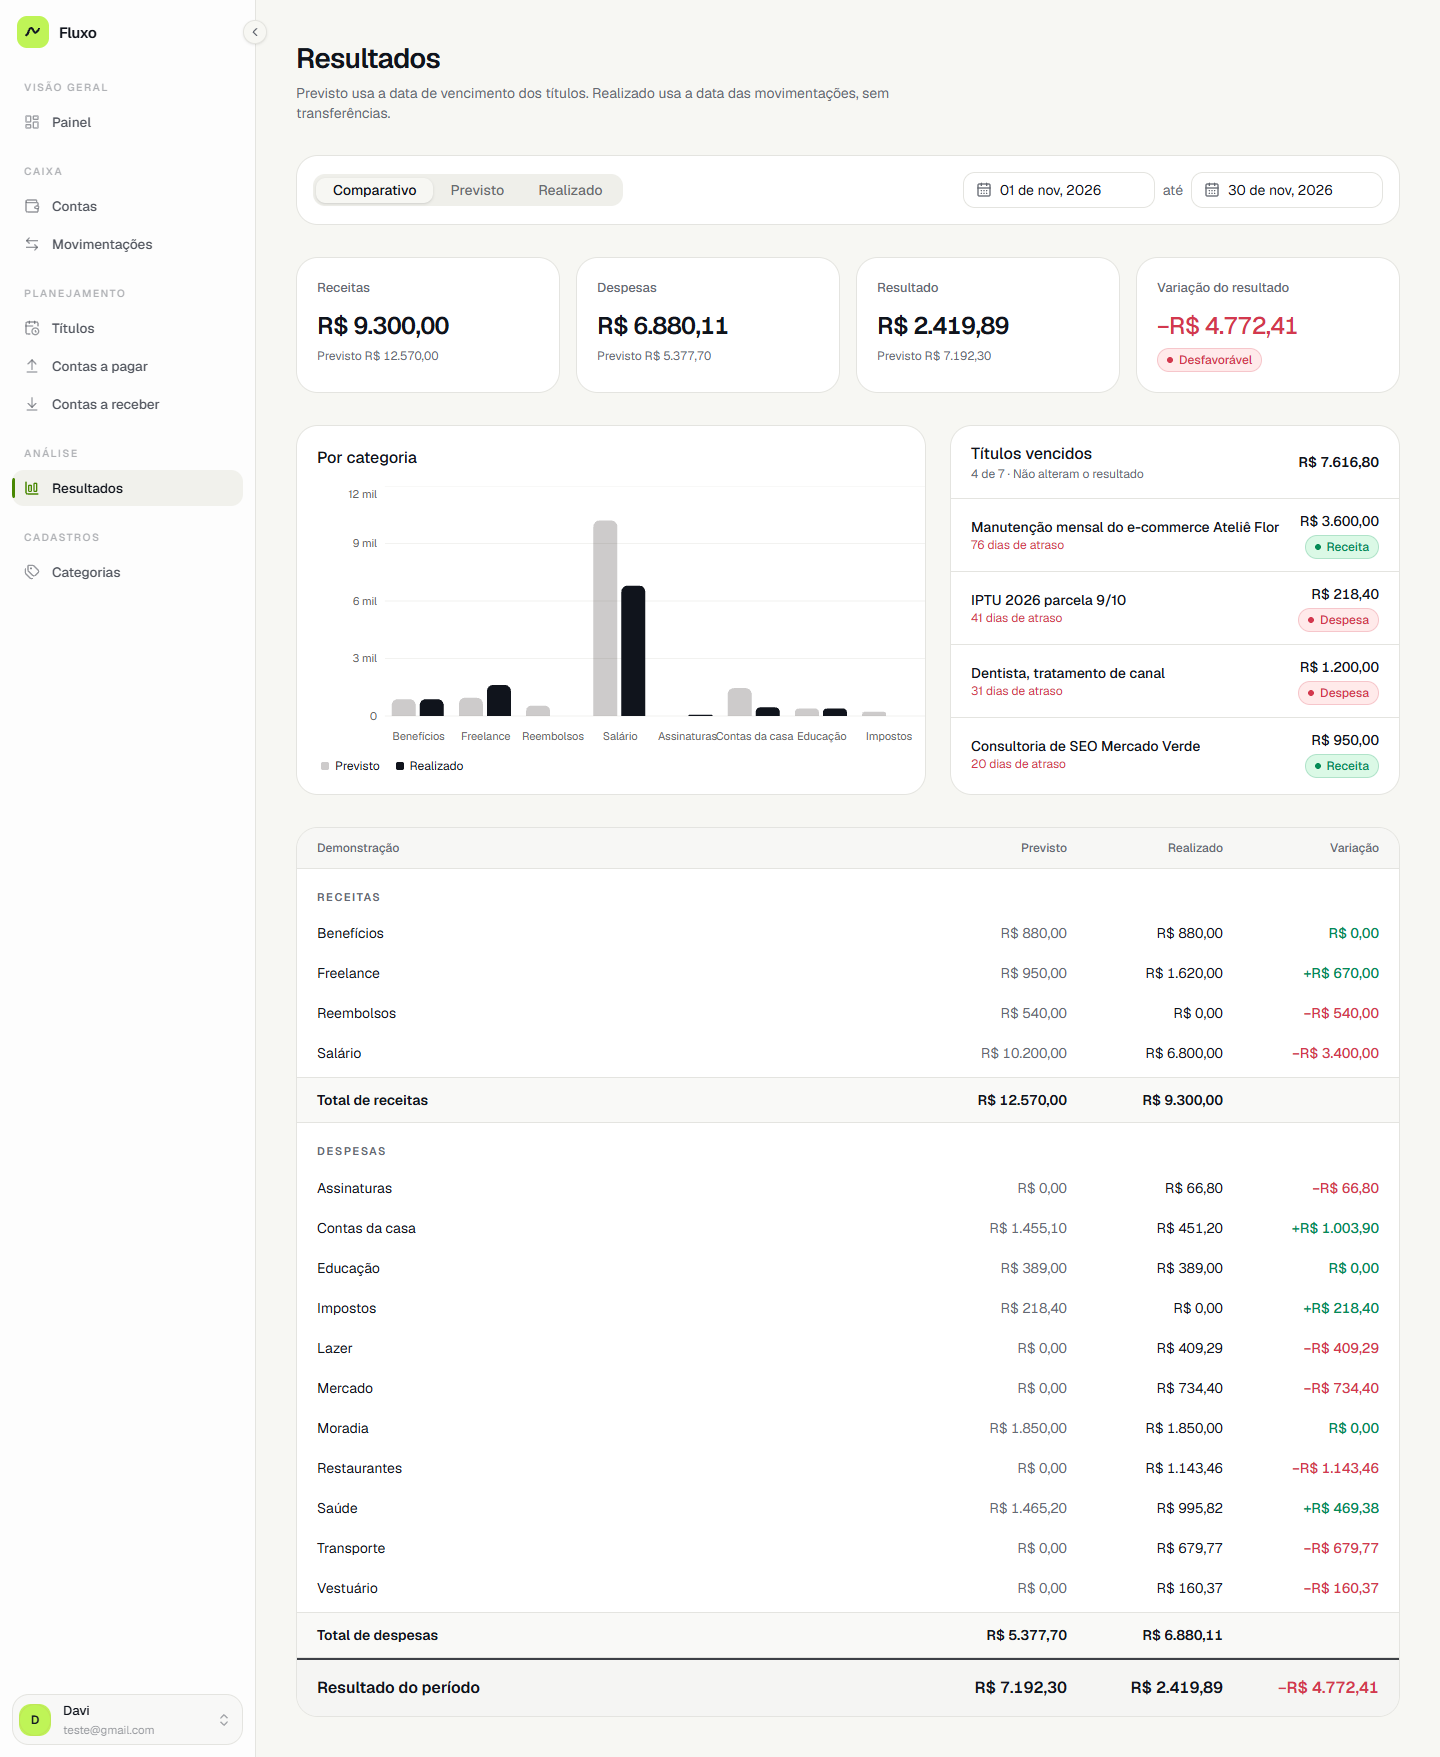 Fluxo
VISÃO GERAL
Painel
CAIXA
Contas
Movimentações
PLANEJAMENTO
Títulos
Contas a pagar
Contas a receber
ANÁLISE
Resultados
CADASTROS
Categorias
D
Davi
teste@gmail.com
Resultados
Previsto usa a data de vencimento dos títulos. Realizado usa a data das movimentações, sem
transferências.
Comparativo Previsto Realizado
01 de nov, 2026 até 30 de nov, 2026
Receitas
R$ 9.300,00
Previsto R$ 12.570,00
Despesas
R$ 6.880,11
Previsto R$ 5.377,70
Resultado
R$ 2.419,89
Previsto R$ 7.192,30
Variação do resultado
−R$ 4.772,41
Desfavorável
Por categoria
12 mil
9 mil
6 mil
3 mil
0
Benefícios Freelance Reembolsos Salário Assinaturas Contas da casa Educação Impostos
Previsto Realizado
Títulos vencidos
R$ 7.616,80
4 de 7 · Não alteram o resultado
Manutenção mensal do e-commerce Ateliê Flor R$ 3.600,00
76 dias de atraso Receita
IPTU 2026 parcela 9/10 R$ 218,40
41 dias de atraso Despesa
Dentista, tratamento de canal R$ 1.200,00
31 dias de atraso Despesa
Consultoria de SEO Mercado Verde R$ 950,00
20 dias de atraso Receita
Demonstração Previsto Realizado Variação
RECEITAS
Benefícios R$ 880,00 R$ 880,00 R$ 0,00
Freelance R$ 950,00 R$ 1.620,00 +R$ 670,00
Reembolsos R$ 540,00 R$ 0,00 −R$ 540,00
Salário R$ 10.200,00 R$ 6.800,00 −R$ 3.400,00
Total de receitas R$ 12.570,00 R$ 9.300,00
DESPESAS
Assinaturas R$ 0,00 R$ 66,80 −R$ 66,80
Contas da casa R$ 1.455,10 R$ 451,20 +R$ 1.003,90
Educação R$ 389,00 R$ 389,00 R$ 0,00
Impostos R$ 218,40 R$ 0,00 +R$ 218,40
Lazer R$ 0,00 R$ 409,29 −R$ 409,29
Mercado R$ 0,00 R$ 734,40 −R$ 734,40
Moradia R$ 1.850,00 R$ 1.850,00 R$ 0,00
Restaurantes R$ 0,00 R$ 1.143,46 −R$ 1.143,46
Saúde R$ 1.465,20 R$ 995,82 +R$ 469,38
Transporte R$ 0,00 R$ 679,77 −R$ 679,77
Vestuário R$ 0,00 R$ 160,37 −R$ 160,37
Total de despesas R$ 5.377,70 R$ 6.880,11
Resultado do período R$ 7.192,30 R$ 2.419,89 −R$ 4.772,41